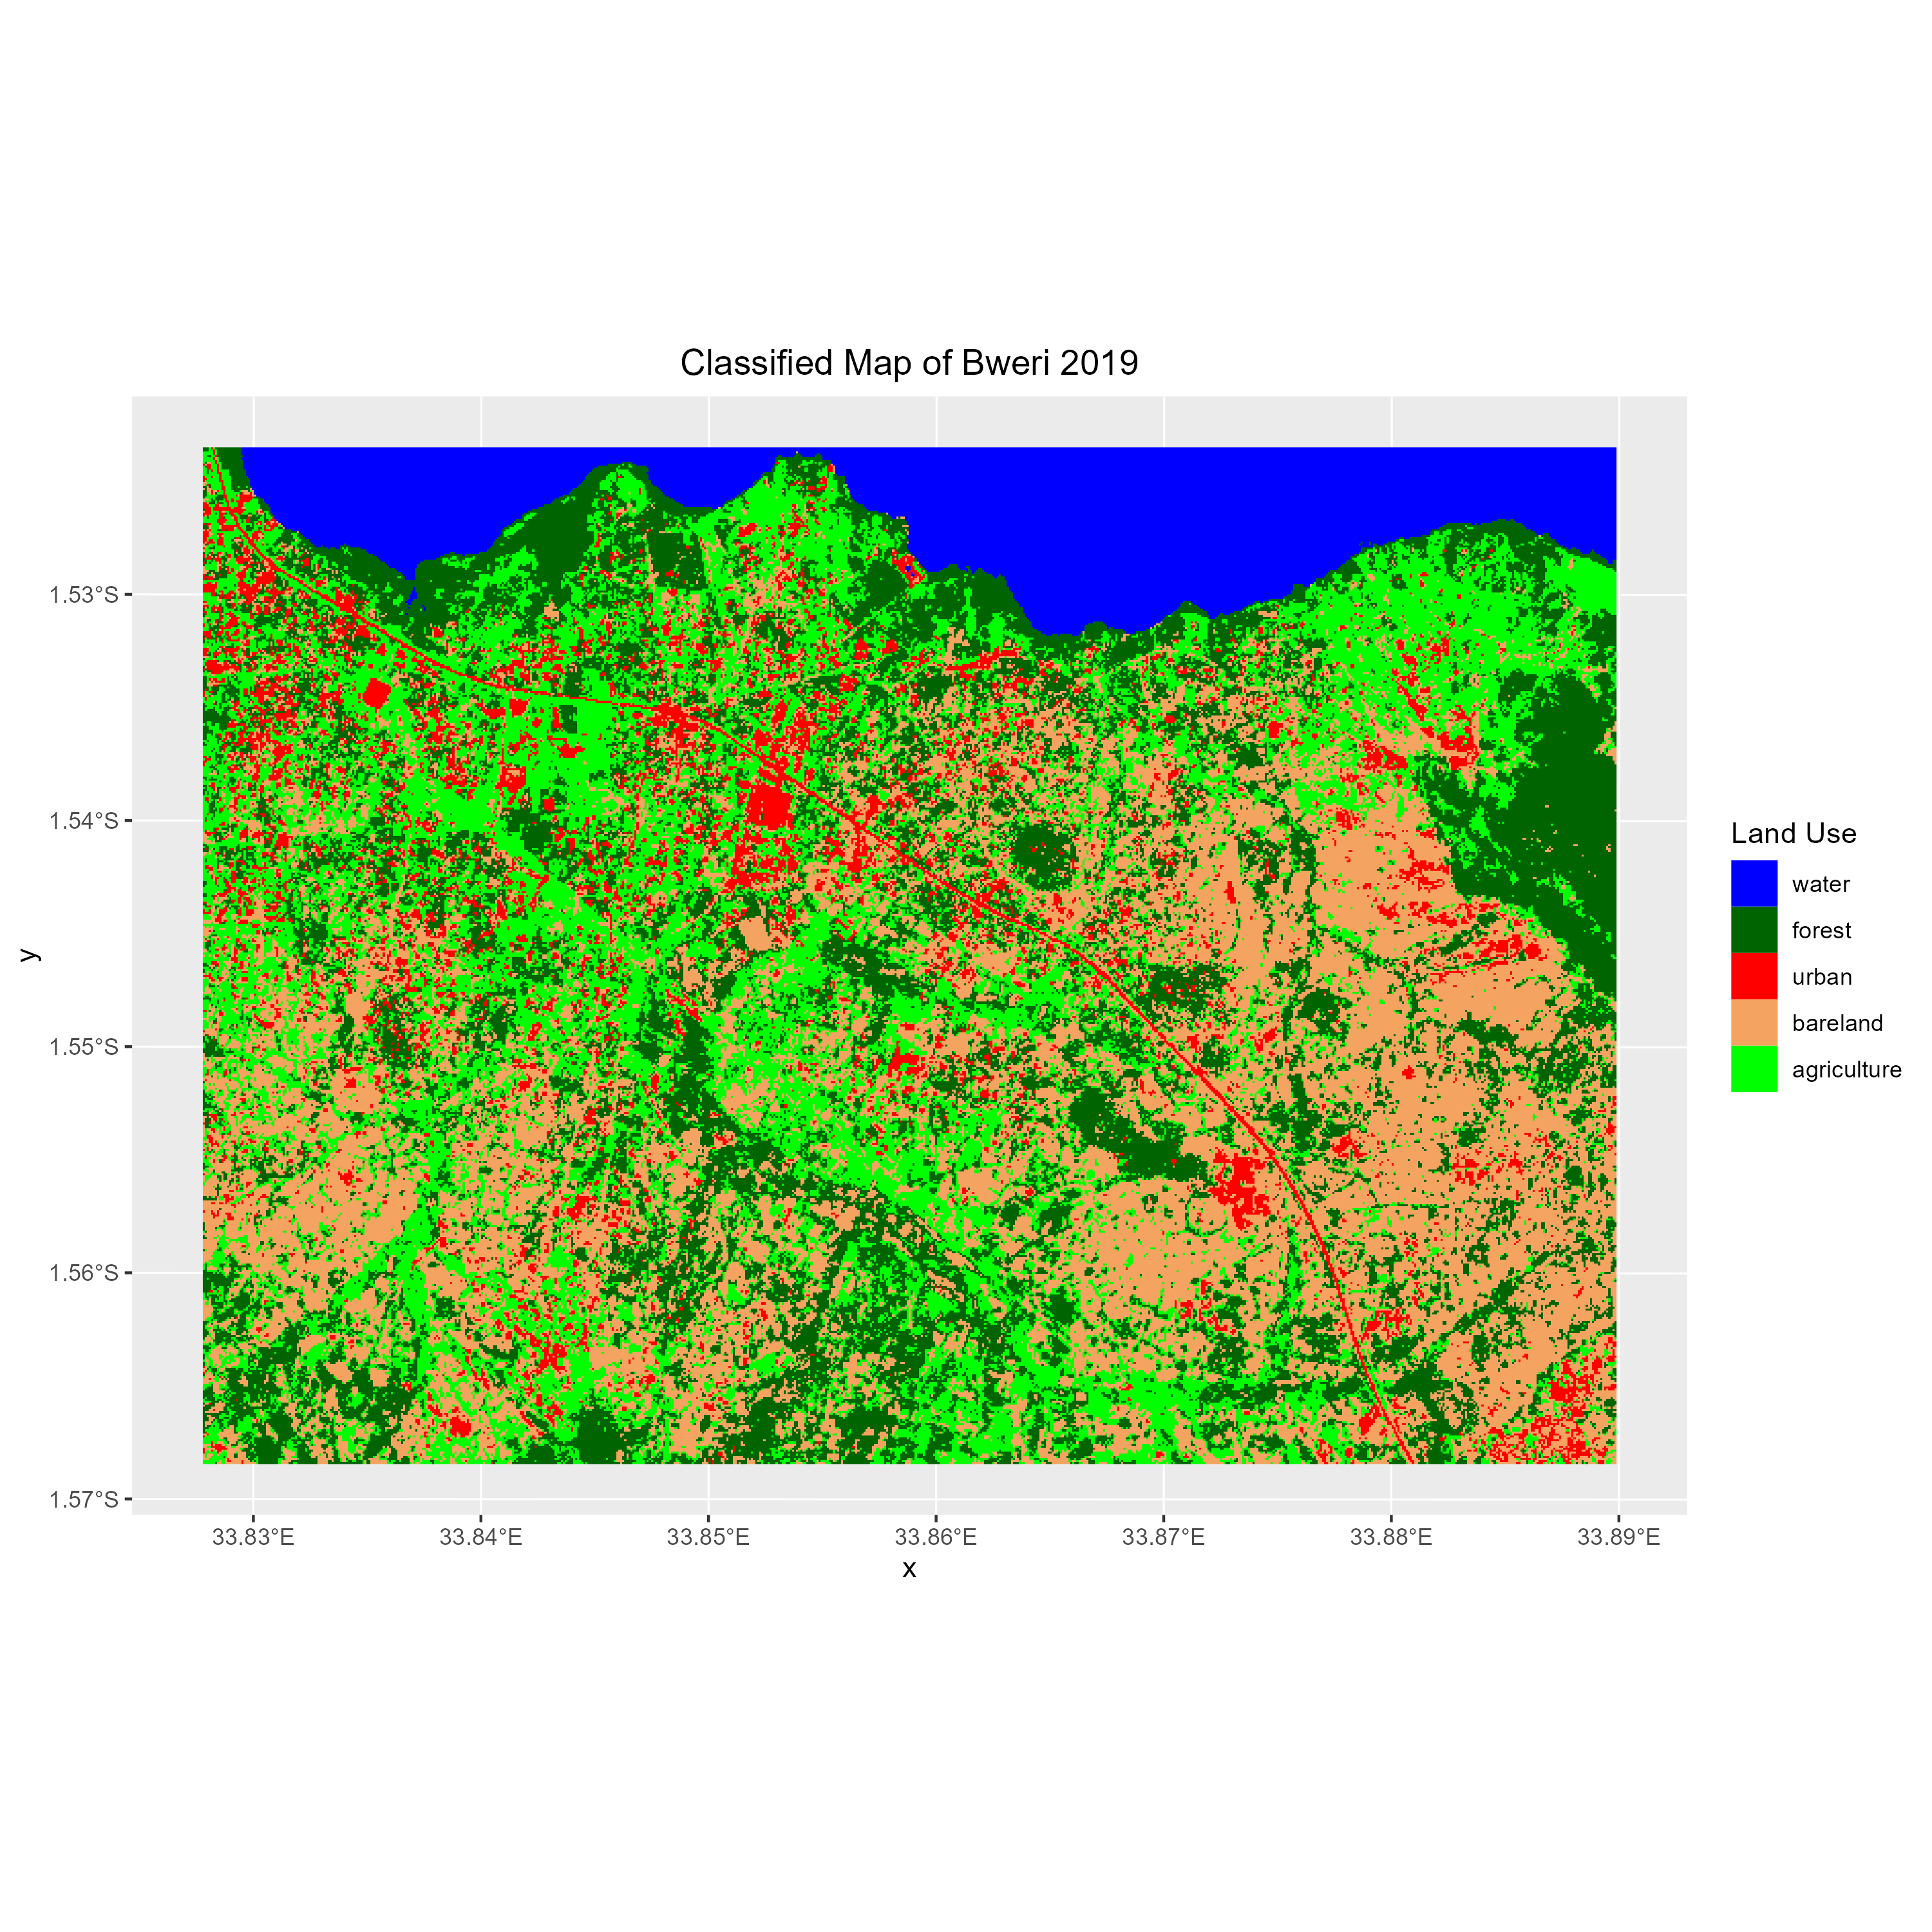 Classified Map of Bweri 2019
1.53°S
1.54°S
1.55°S
1.56°S
1.57°S
y
33.83°E 33.84°E 33.85°E 33.86°E 33.87°E 33.88°E 33.89°E
x
Land Use
water
forest
urban
bareland
agriculture